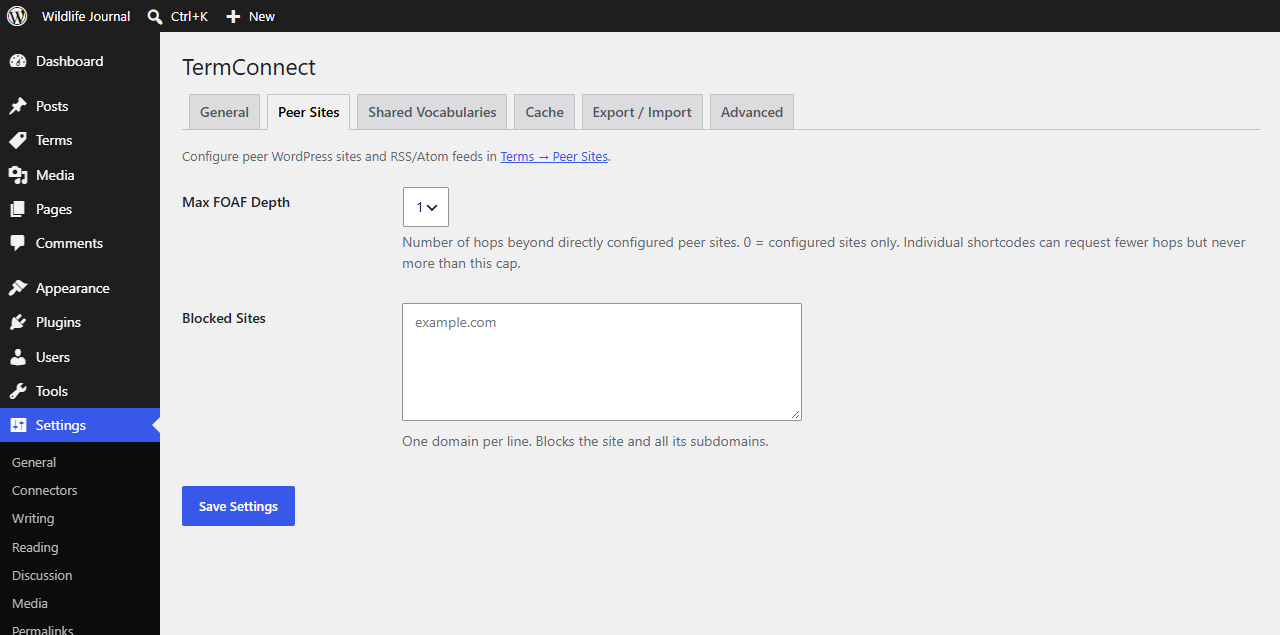 Wildlife Journal Ctrl+K New
Dashboard
Posts
Terms
Media
Pages
Comments
Appearance
Plugins
Users
Tools
Settings
General
Connectors
Writing
Reading
Discussion
Media
Permalinks
TermConnect
General Peer Sites Shared Vocabularies Cache Export / Import Advanced
Configure peer WordPress sites and RSS/Atom feeds in Terms → Peer Sites.
Max FOAF Depth
1
Number of hops beyond directly configured peer sites. 0 = configured sites only. Individual shortcodes can request fewer hops but never
more than this cap.
Blocked Sites
example.com
One domain per line. Blocks the site and all its subdomains.
Save Settings